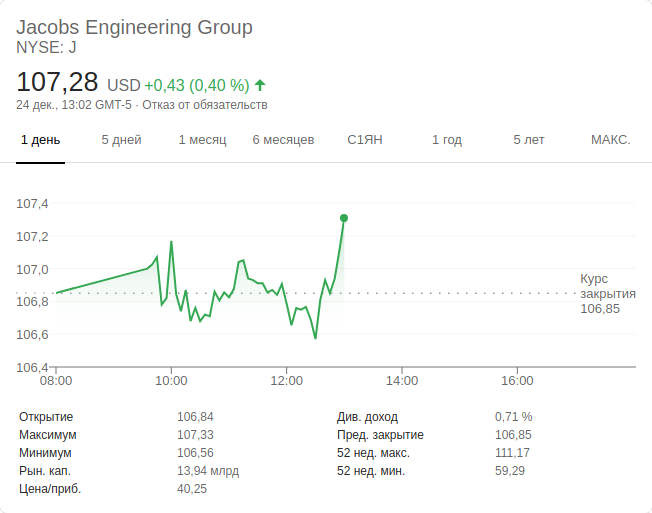 Jacobs Engineering Group
NYSE: J
107,28 USD +0,43 (0,40 %)
24 дек., 13:02 GMT-5 · Отказ от обязательств
1 день 5 дней 1 месяц 6 месяцев С1ЯН 1 год 5 лет МАКС.
107,4
107,2
107,0
106,8
106,6
106,4
Курс
закрытия
106,85
08:00 10:00 12:00 14:00 16:00
Открытие 106,84 Див. доход 0,71 %
Максимум 107,33 Пред. закрытие 106,85
Минимум 106,56 52 нед. макс. 111,17
Рын. кап. 13,94 млрд 52 нед. мин. 59,29
Цена/приб. 40,25